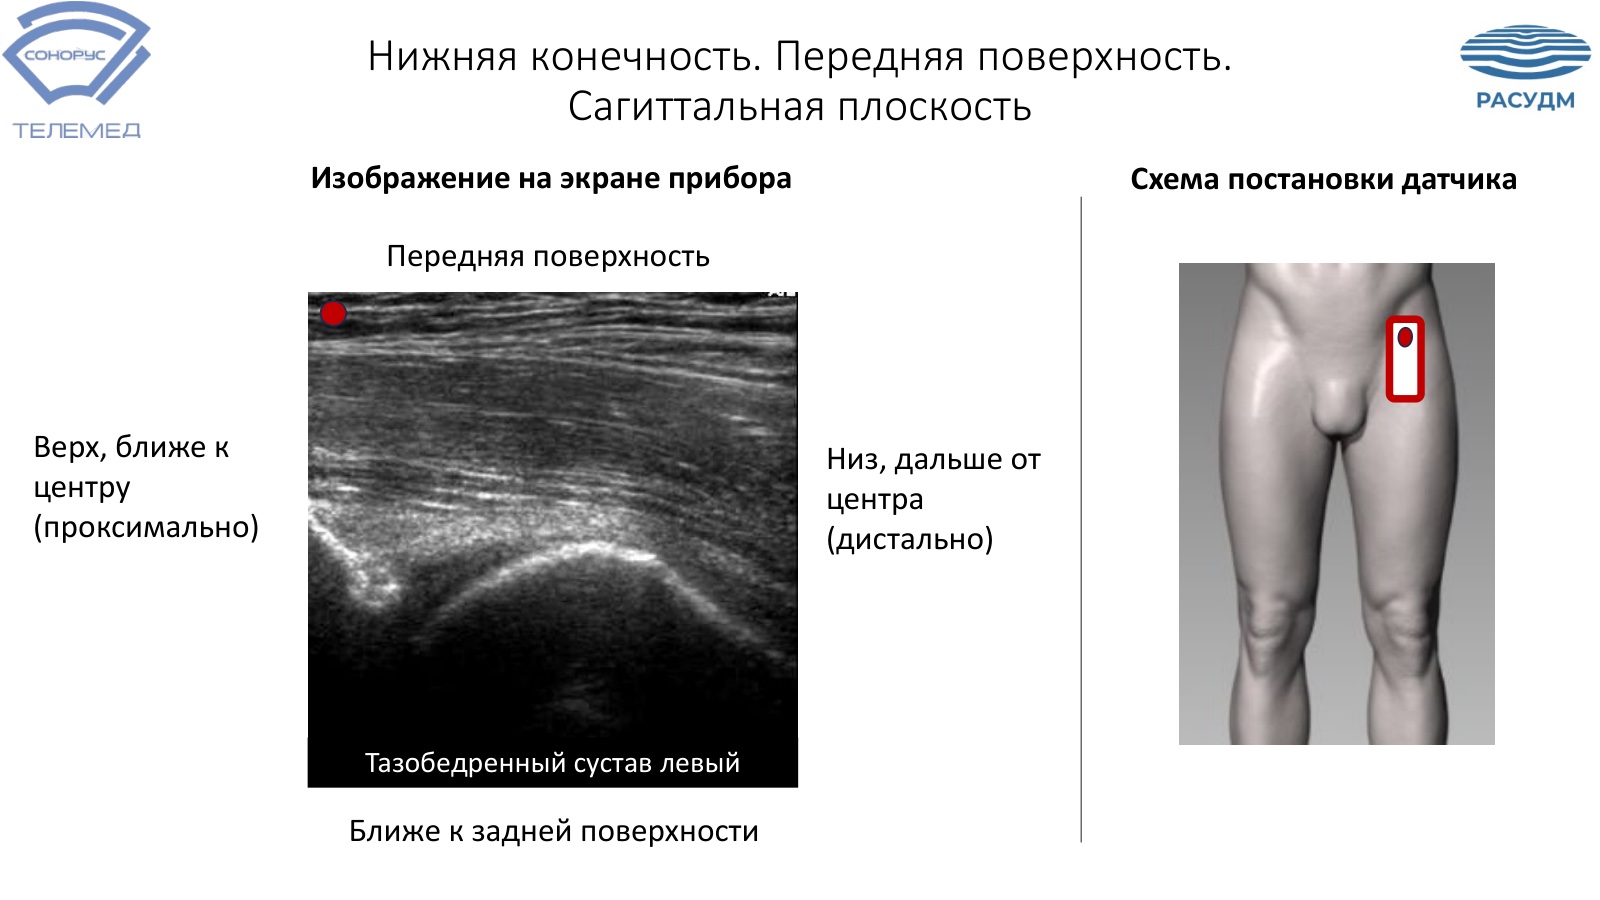 СОНОРУС
ТЕЛЕМЕД
Нижняя конечность. Передняя поверхность.
Сагиттальная плоскость
РАСУДМ
Изображение на экране прибора
Схема постановки датчика
Передняя поверхность
Верх, ближе к
центру
(проксимально)
Низ, дальше от
центра
(дистально)
Тазобедренный сустав левый
Ближе к задней поверхности